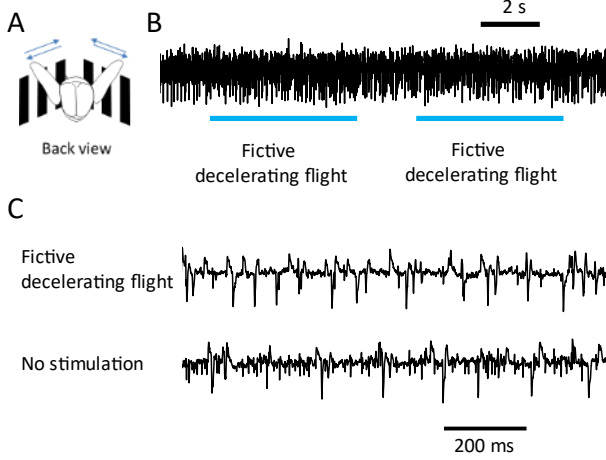 A
B
2 s
Back view
Fictive
decelerating flight
Fictive
decelerating flight
C
Fictive
decelerating flight
No stimulation
200 ms